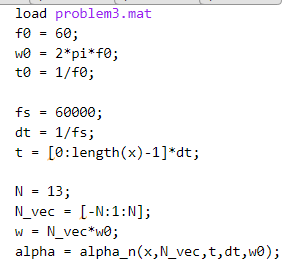 load problem3.mat
f0 = 60;
w0 = 2*pi*f0;
t0 = 1/f0;
fs = 60000;
dt = 1/fs;
t = [0:length(x)-1]*dt;
N = 13;
N_vec = [-N:1:N];
w = N_vec*w0;
alpha = alpha_n(x,N_vec,t,dt,w0);